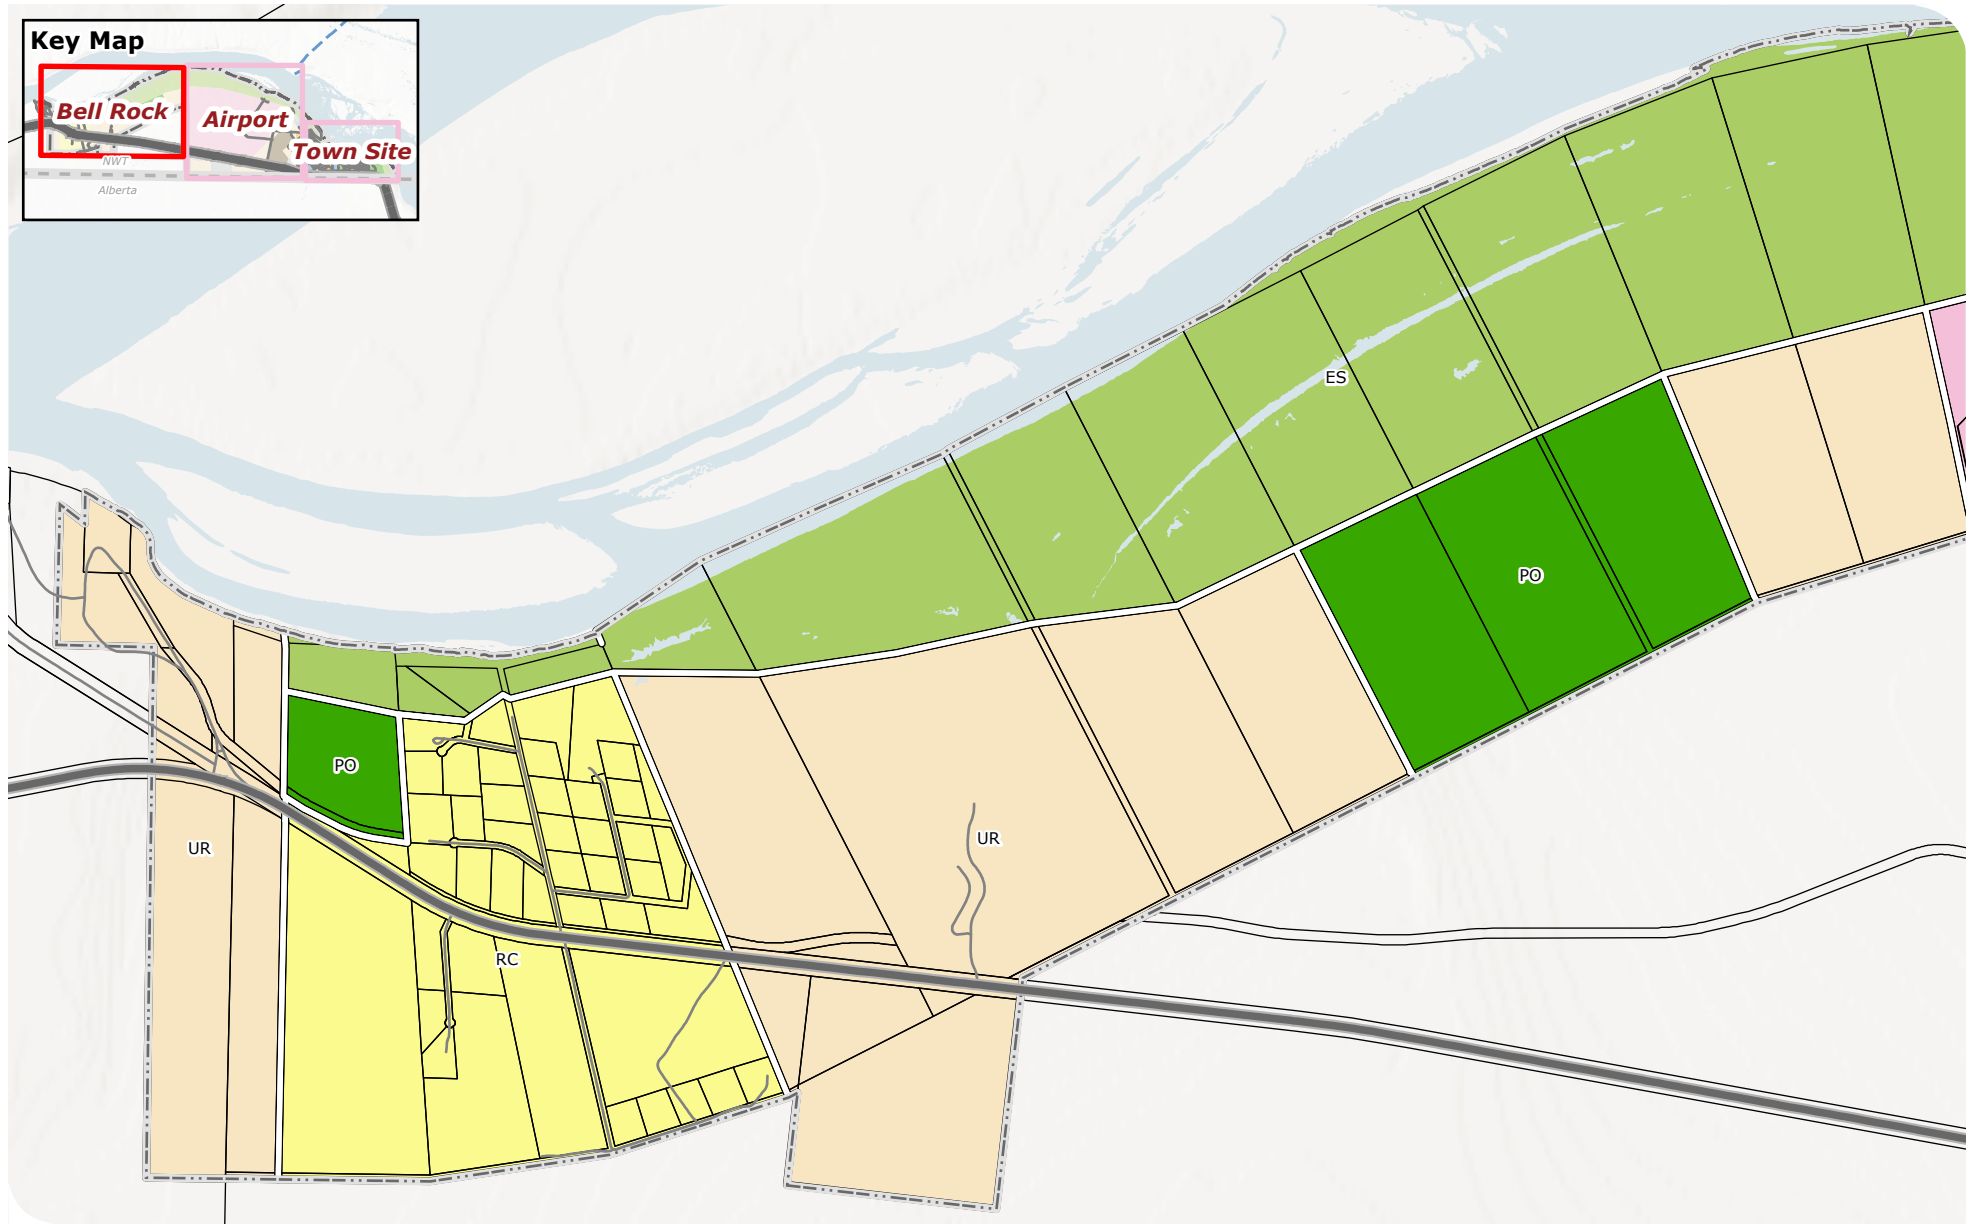 Key Map
Bell Rock
Airport
Town Site
NWT
Alberta
ES
PO
PO
UR
UR
RC